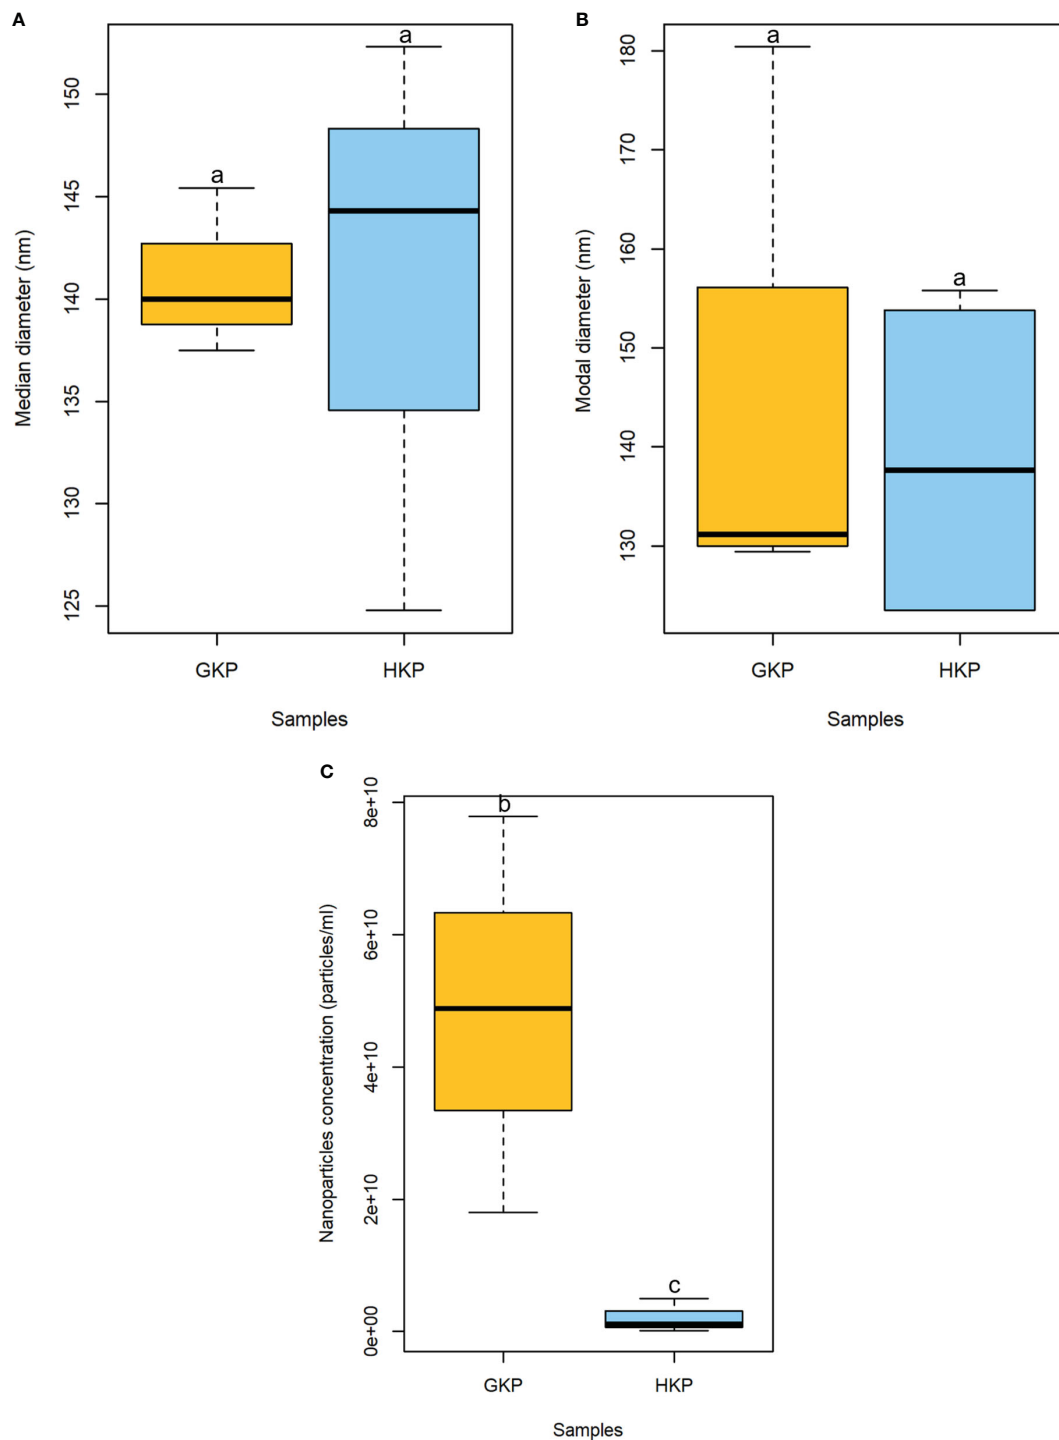 A
Median diameter (nm)
150
145
140
135
130
125
a
a
GKP
HKP
Samples
B
Modal diameter (nm)
180
170
160
150
140
130
a
a
GKP
HKP
Samples
C
Nanoparticles concentration (particles/ml)
8e+10
6e+10
4e+10
2e+10
0e+00
b
c
GKP
HKP
Samples